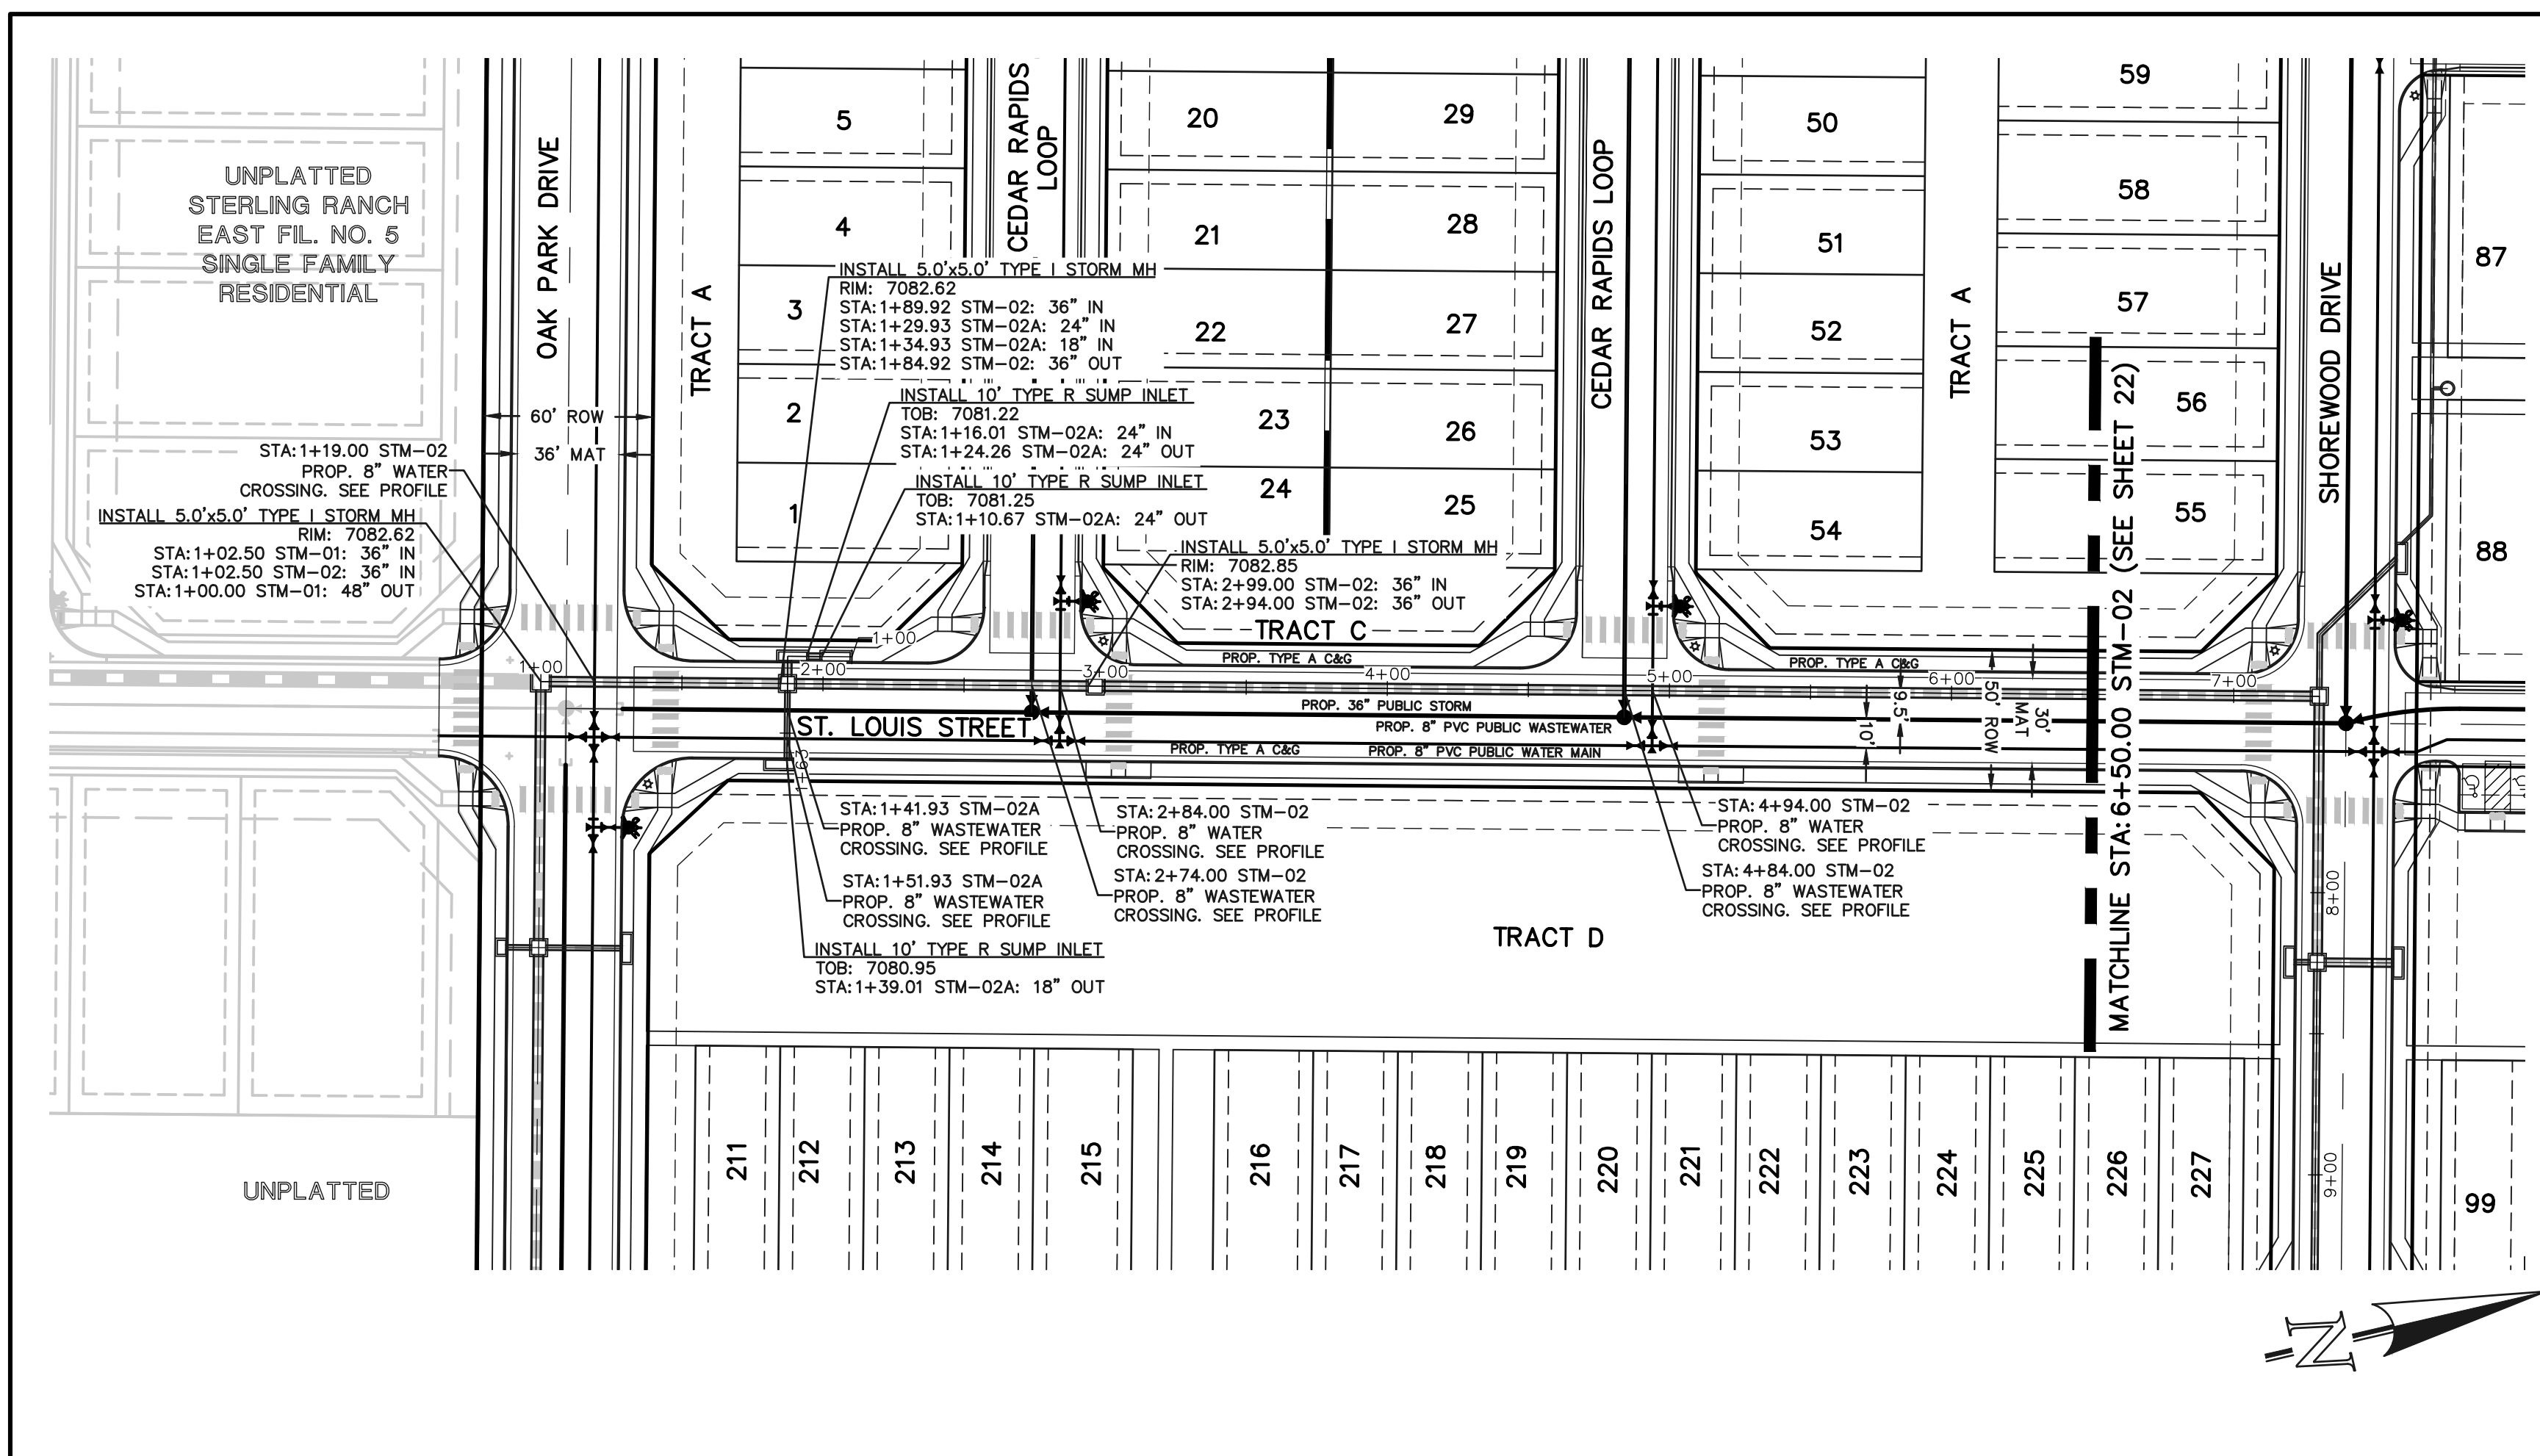 UNPLATTED
STERLING RANCH
EAST FIL. NO. 5
SINGLE FAMILY
RESIDENTIAL
OAK PARK DRIVE
60' ROW
36' MAT
TRACT A
5
4
3
2
1
CEDAR RAPIDS
LOOP
20
21
22
23
24
29
28
27
26
25
CEDAR RAPIDS LOOP
50
51
52
53
54
TRACT A
59
58
57
56
55
SHOREWOOD DRIVE
87
88
MATCHLINE STA: 6+50.00 STM-02 (SEE SHEET 22)
INSTALL 5.0'x5.0' TYPE I STORM MH
RIM: 7082.62
STA:1+89.92 STM-02: 36" IN
STA:1+29.93 STM-02A: 24" IN
STA:1+34.93 STM-02A: 18" IN
STA:1+84.92 STM-02: 36" OUT
INSTALL 10' TYPE R SUMP INLET
TOB: 7081.22
STA:1+16.01 STM-02A: 24" IN
STA:1+24.26 STM-02A: 24" OUT
INSTALL 10' TYPE R SUMP INLET
TOB: 7081.25
STA:1+10.67 STM-02A: 24" OUT
STA:1+19.00 STM-02
PROP. 8" WATER
CROSSING. SEE PROFILE
INSTALL 5.0'x5.0' TYPE I STORM MH
RIM: 7082.62
STA:1+02.50 STM-01: 36" IN
STA:1+02.50 STM-02: 36" IN
STA:1+00.00 STM-01: 48" OUT
INSTALL 5.0'x5.0' TYPE I STORM MH
RIM: 7082.85
STA:2+99.00 STM-02: 36" IN
STA:2+94.00 STM-02: 36" OUT
TRACT C
1+00
PROP. TYPE A C&G
PROP. TYPE A C&G
1+00
2+00
3+00
4+00
5+00
6+00
7+00
9.5'
50' ROW
30'
MAT
10'
PROP. 36" PUBLIC STORM
ST. LOUIS STREET
PROP. 8" PVC PUBLIC WASTEWATER
PROP. TYPE A C&G
PROP. 8" PVC PUBLIC WATER MAIN
STA:1+41.93 STM-02A
PROP. 8" WASTEWATER
CROSSING. SEE PROFILE
STA:1+51.93 STM-02A
PROP. 8" WASTEWATER
CROSSING. SEE PROFILE
INSTALL 10' TYPE R SUMP INLET
TOB: 7080.95
STA:1+39.01 STM-02A: 18" OUT
STA:2+84.00 STM-02
PROP. 8" WATER
CROSSING. SEE PROFILE
STA:2+74.00 STM-02
PROP. 8" WASTEWATER
CROSSING. SEE PROFILE
STA:4+94.00 STM-02
PROP. 8" WATER
CROSSING. SEE PROFILE
STA:4+84.00 STM-02
PROP. 8" WASTEWATER
CROSSING. SEE PROFILE
TRACT D
8+00
9+00
211
212
213
214
215
216
217
218
219
220
221
222
223
224
225
226
227
99
UNPLATTED
N